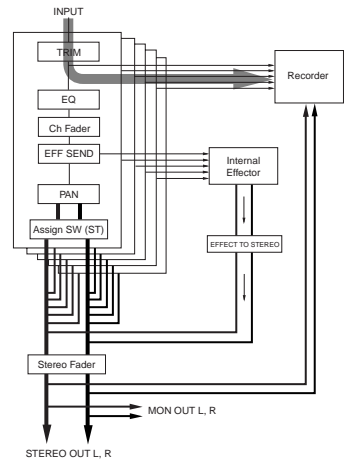 INPUT
TRIM
Recorder
EQ
Ch Fader
EFF SEND
Internal
Effector
PAN
Assign SW (ST)
EFFECT TO STEREO
Stereo Fader
MON OUT L, R
STEREO OUT L, R